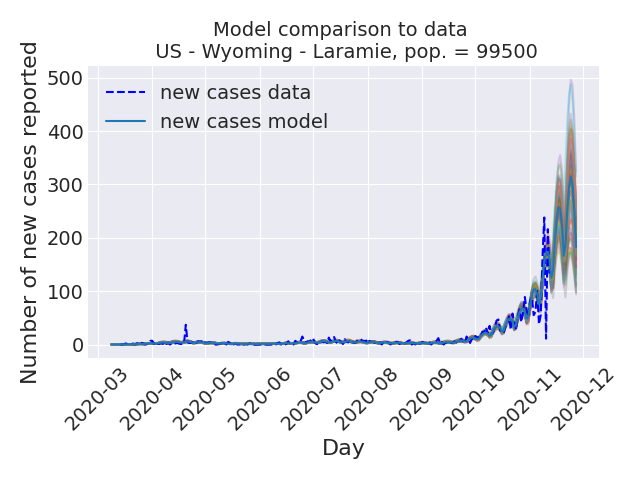 Model comparison to data
US - Wyoming - Laramie, pop. = 99500
Number of new cases reported
500
400
300
200
100
0
new cases data
new cases model
2020-03
2020-04
2020-05
2020-06
2020-07
2020-08
2020-09
2020-10
2020-11
2020-12
Day